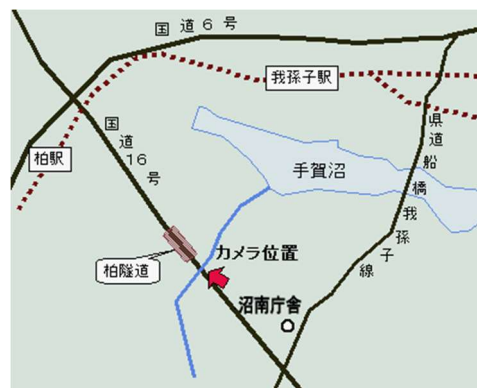 国道6号
我孫子駅
県道船橋我孫子線
国道16号
手賀沼
柏駅
カメラ位置
柏隧道
沼南庁舎